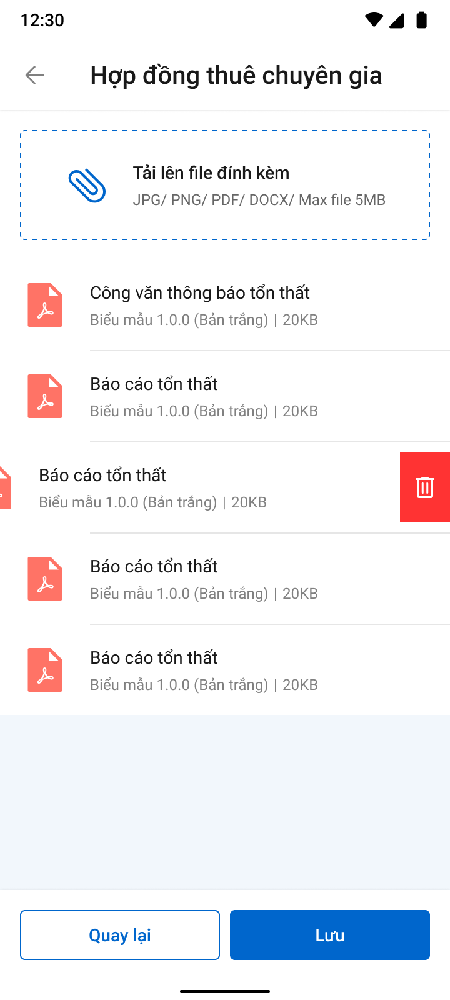 12:30
Hợp đồng thuê chuyên gia
Tải lên file đính kèm
JPG/ PNG/ PDF/ DOCX/ Max file 5MB
Công văn thông báo tổn thất
Biểu mẫu 1.0.0 (Bản trắng) | 20KB
Báo cáo tổn thất
Biểu mẫu 1.0.0 (Bản trắng) | 20KB
Báo cáo tổn thất
Biểu mẫu 1.0.0 (Bản trắng) | 20KB
Báo cáo tổn thất
Biểu mẫu 1.0.0 (Bản trắng) | 20KB
Báo cáo tổn thất
Biểu mẫu 1.0.0 (Bản trắng) | 20KB
Quay lại
Lưu